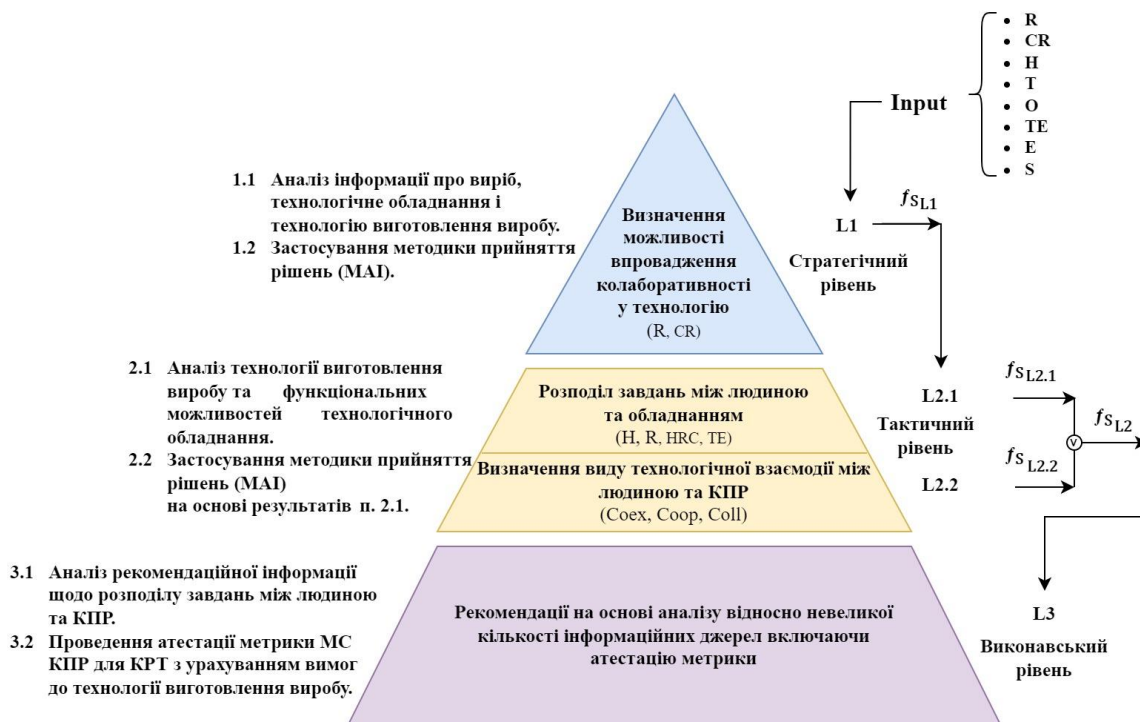 R
CR
H
T
O
TE
E
S
Input
1.1 Аналіз інформації про виріб,
технологічне обладнання і
технологію виготовлення виробу.
1.2 Застосування методики прийняття
рішень (МАІ).
Визначення
можливості
впровадження
колаборативності
у технологію
(R, CR)
fSL1
L1
Стратегічний
рівень
2.1 Аналіз технології виготовлення
виробу та функціональних
можливостей технологічного
обладнання.
2.2 Застосування методики прийняття
рішень (МАІ)
на основі результатів п. 2.1.
Розподіл завдань між людиною
та обладнанням
(H, R, HRC, TE)
Визначення виду технологічної взаємодії між
людиною та КПР
(Coex, Coop, Coll)
L2.1
Тактичний
рівень
L2.2
fSL2.1
fSL2.2
v
fSL2
3.1 Аналіз рекомендаційної інформації
щодо розподілу завдань між людиною
та КПР.
3.2 Проведення атестації метрики МС
КПР для КРТ з урахуванням вимог
до технології виготовлення виробу.
Рекомендації на основі аналізу відносно невеликої
кількості інформаційних джерел включаючи
атестацію метрики
L3
Виконавський
рівень